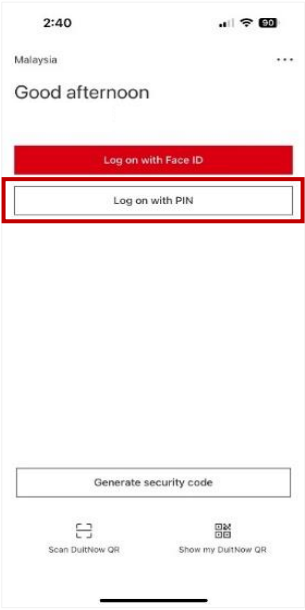 2:40
90
Malaysia
Good afternoon
Log on with Face ID
Log on with PIN
Generate security code
Scan DuitNow QR
Show my DuitNow QR